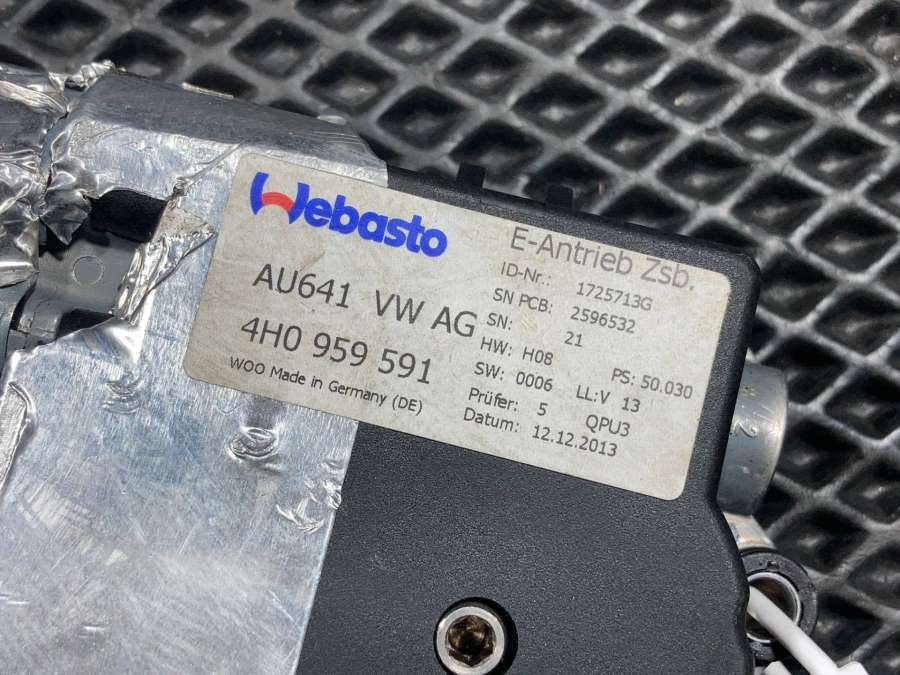 Webasto
AU641 VW AG
4H0 959 591
WOO Made in Germany (DE)
E-Antrieb Zsb.
ID-Nr.: 1725713G
SN PCB: 2596532
SN: 21
HW: H08 PS: 50.030
SW: 0006 LL:V 13
Prüfer: 5 QPU3
Datum: 12.12.2013